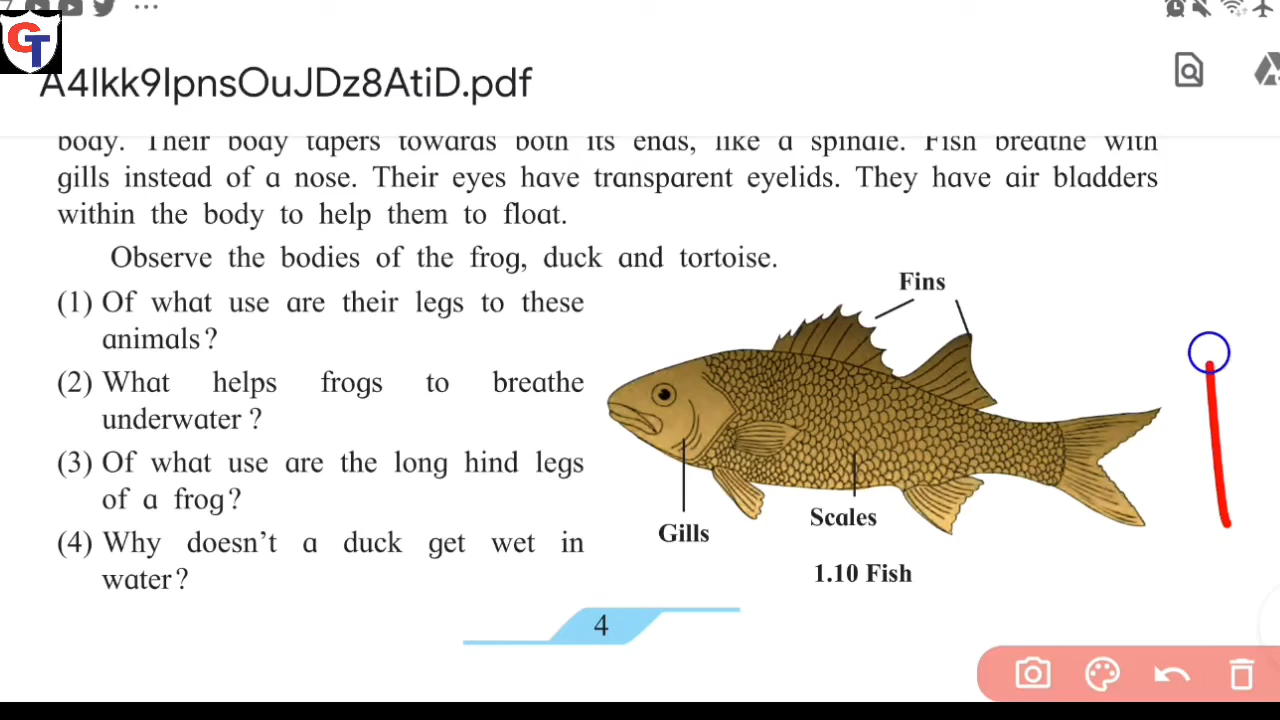 GT
A4lkk9IpnsOuJDz8AtiD.pdf
body. Their body tapers towards both its ends, like a spindle. Fish breathe with
gills instead of a nose. Their eyes have transparent eyelids. They have air bladders
within the body to help them to float.
Observe the bodies of the frog, duck and tortoise.
(1) Of what use are their legs to these
animals?
(2) What helps frogs to breathe
underwater?
(3) Of what use are the long hind legs
of a frog?
(4) Why doesn't a duck get wet in
water?
Fins
Gills
Scales
1.10 Fish
4